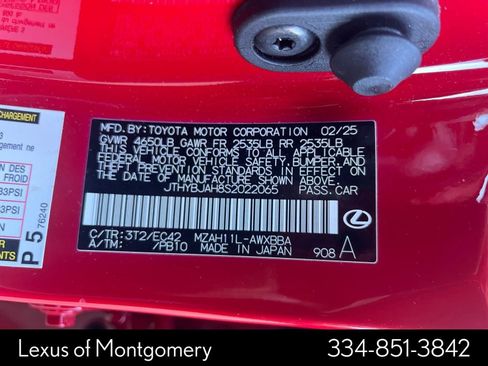 CHARGEMENT
MFD.BY:TOYOTA MOTOR CORPORATION 02/25
GVWR 4650LB GAWR FR 2535LB RR 2535LB
THIS VEHICLE CONFORMS TO ALL APPLICABLE
FEDERAL MOTOR VEHICLE SAFETY,BUMPER,AND
THEFT PREVENTION STANDARDS IN EFFECT ON
THE DATE OF MANUFACTURE SHOWN ABOVE.
JTHYBJAH8S2022065 PASS.CAR
C/TR:3T2/EC42 MZAH11L-AWXBBA
A/TM: /PB10 MADE IN JAPAN 908 A
P 5 76240
Lexus of Montgomery 334-851-3842